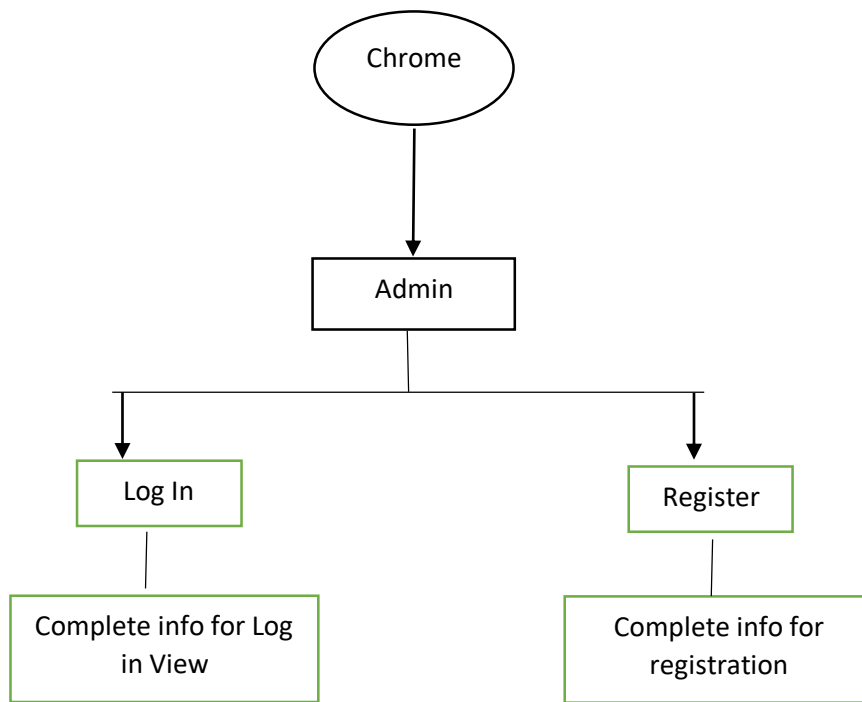 Chrome
Admin
Log In
Register
Complete info for Log
in View
Complete info for
registration